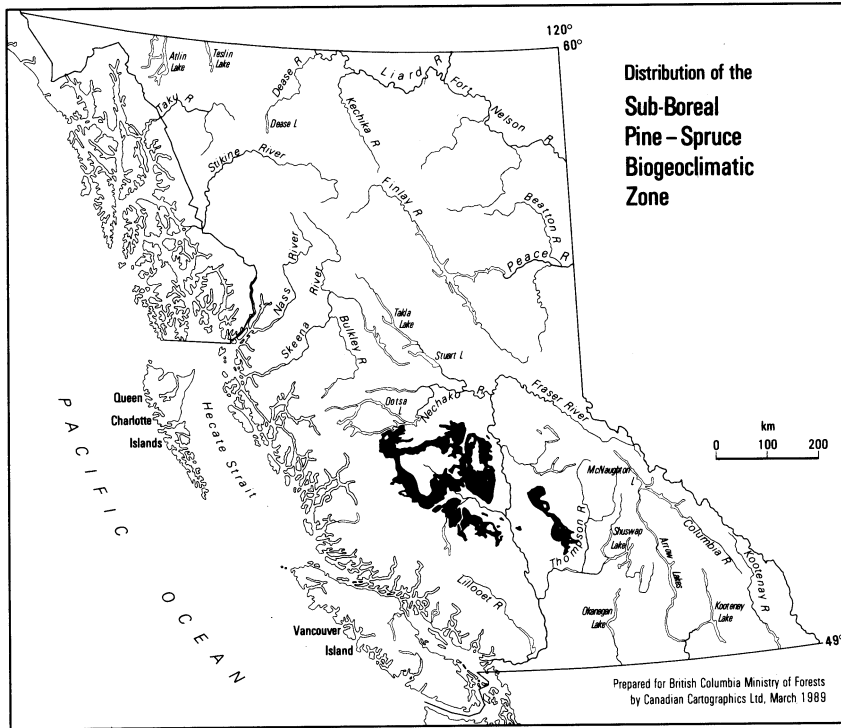 120°
60°
Distribution of the
Sub-Boreal
Pine – Spruce
Biogeoclimatic
Zone
Atlin
Lake
Teslin
Lake
Taku R
Dease R
Dease L
Liard R
Kechika R
Fort Nelson R
Stikine River
Finlay R
Beatton R
Peace R
Nass River
Skeena River
Bulkley R
Takla
Lake
Stuart L
Ootsa
L
Nechako R
Fraser River
Queen
Charlotte
Islands
Hecate Strait
PACIFIC OCEAN
km
0 100 200
McNaughton
L
Thompson R
Shuswap
Lake
Arrow Lakes
Columbia R
Kootenay R
Lillooet R
Okanagan
Lake
Kootenay
Lake
Vancouver
Island
49°
Prepared for British Columbia Ministry of Forests
by Canadian Cartographics Ltd, March 1989